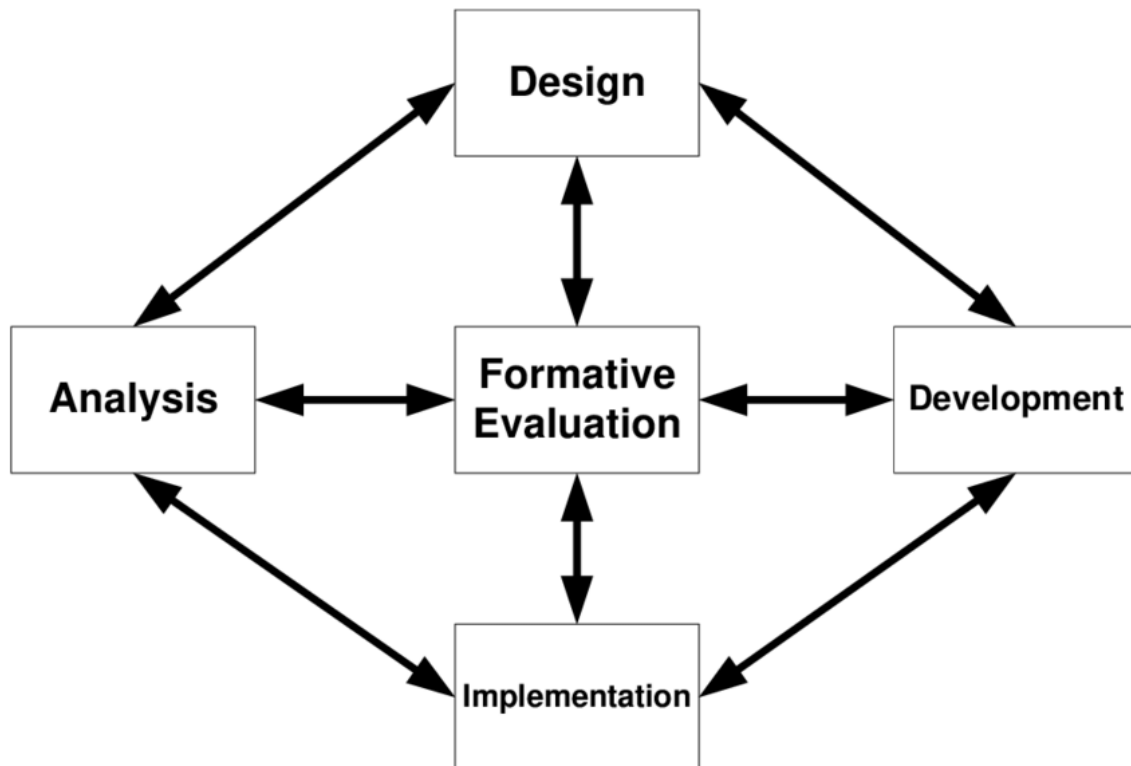 Design
Analysis
Formative
Evaluation
Development
Implementation